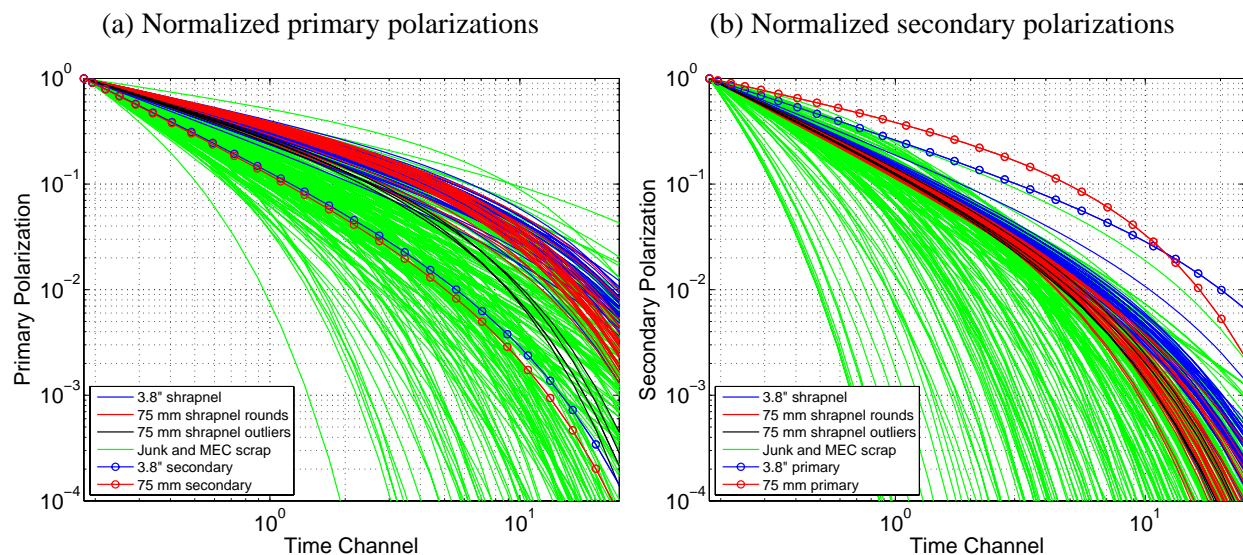 (a) Normalized primary polarizations
10^0
10^-1
10^-2
10^-3
10^-4
Primary Polarization
3.8" shrapnel
75 mm shrapnel rounds
75 mm shrapnel outliers
Junk and MEC scrap
3.8" secondary
75 mm secondary
10^0
10^1
Time Channel
(b) Normalized secondary polarizations
10^0
10^-1
10^-2
10^-3
10^-4
Secondary Polarization
3.8" shrapnel
75 mm shrapnel rounds
75 mm shrapnel outliers
Junk and MEC scrap
3.8" primary
75 mm primary
10^0
10^1
Time Channel